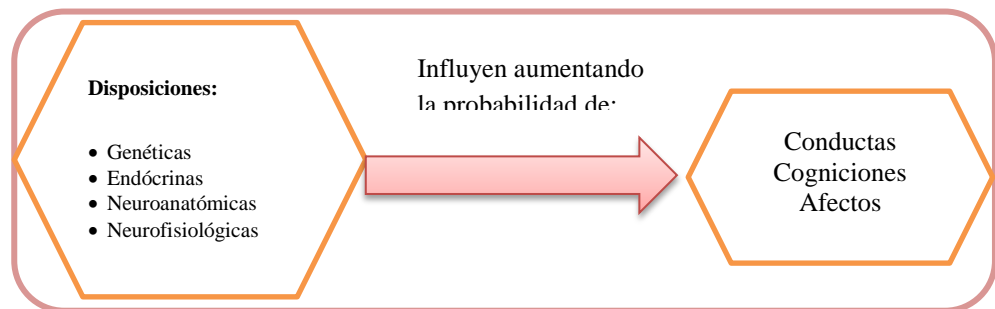 Disposiciones:
• Genéticas
• Endócrinas
• Neuroanatómicas
• Neurofisiológicas
Influyen aumentando
la probabilidad de:
Conductas
Cogniciones
Afectos